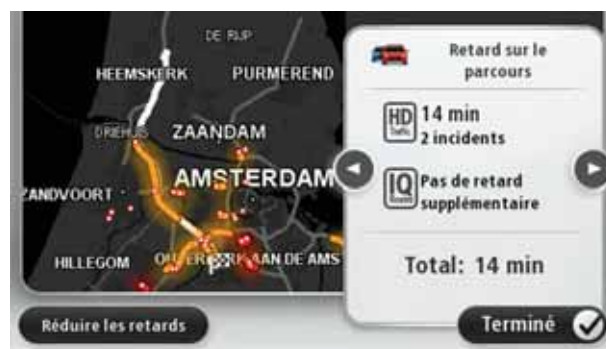 DE RIJP
HEEMSKERK
PURMEREND
DRIEHUIS
ZAANDAM
AMSTERDAM
ZANDVOORT
HILLEGOM
AAN DE AMS
Retard sur le
parcours
HD
Traffic
14 min
2 incidents
IQ
Pas de retard
supplémentaire
Total: 14 min
Réduire les retards
Terminé